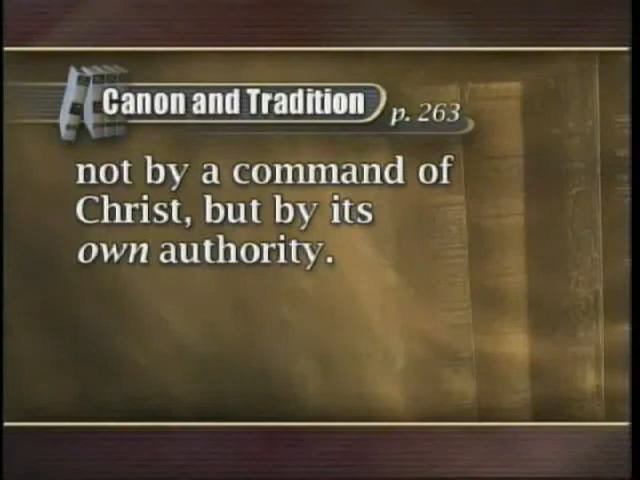 Canon and Tradition p. 263
not by a command of
Christ, but by its
own authority.